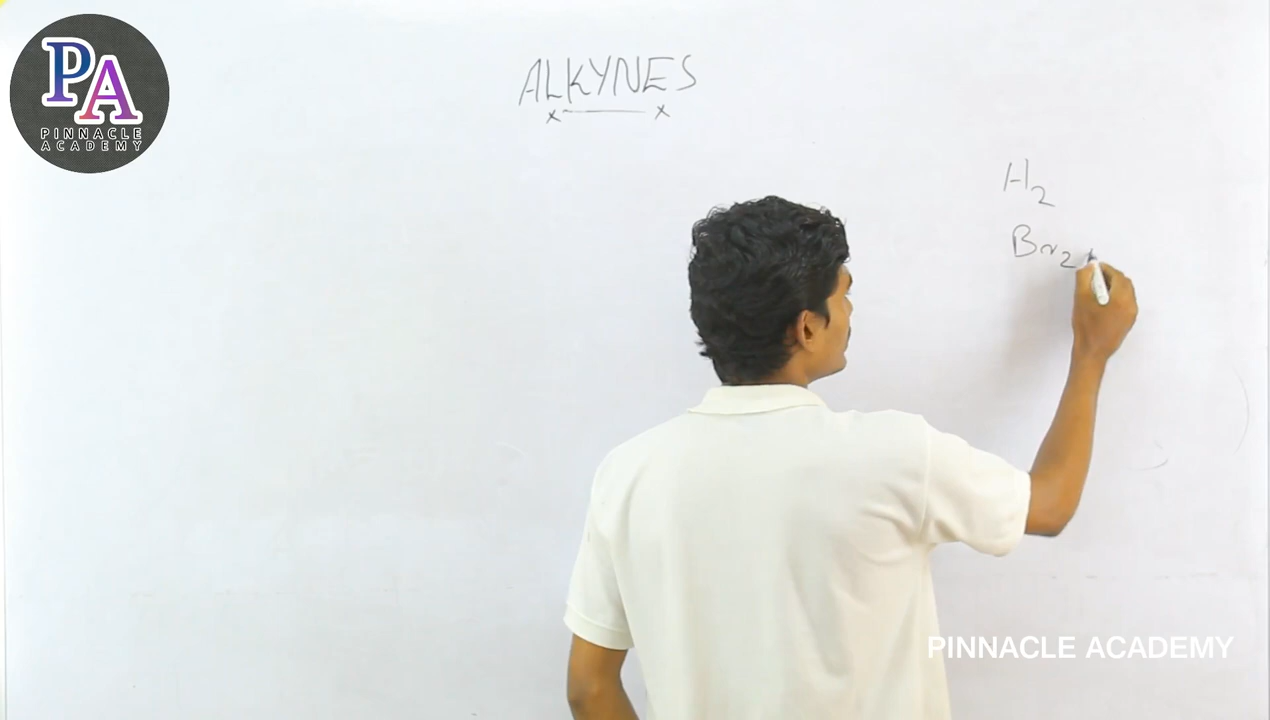 PA
PINNACLE
ACADEMY
ALKYNES
x x
H2
Br2
PINNACLE ACADEMY